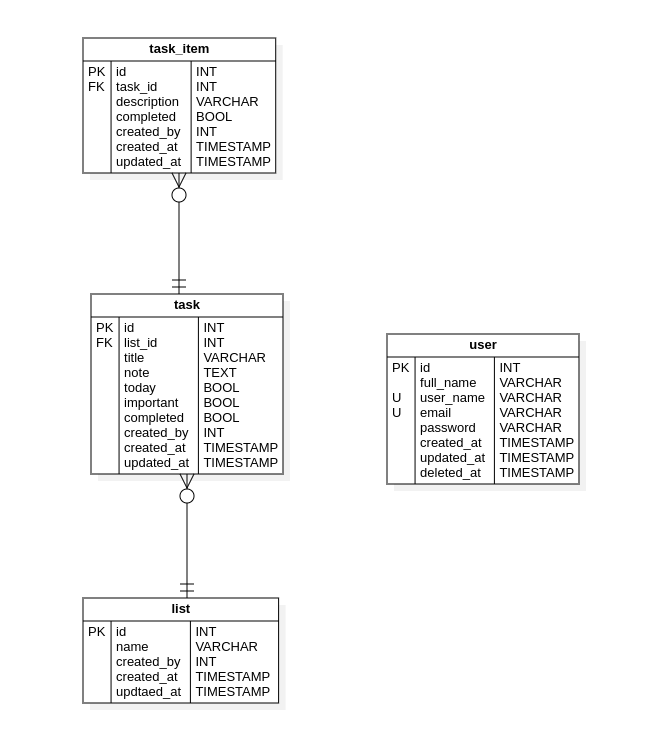 task_item
PK id INT
FK task_id INT
description VARCHAR
completed BOOL
created_by INT
created_at TIMESTAMP
updated_at TIMESTAMP
task
PK id INT
FK list_id INT
title VARCHAR
note TEXT
today BOOL
important BOOL
completed BOOL
created_by INT
created_at TIMESTAMP
updated_at TIMESTAMP
user
PK id INT
full_name VARCHAR
U user_name VARCHAR
U email VARCHAR
password VARCHAR
created_at TIMESTAMP
updated_at TIMESTAMP
deleted_at TIMESTAMP
list
PK id INT
name VARCHAR
created_by INT
created_at TIMESTAMP
updtaed_at TIMESTAMP